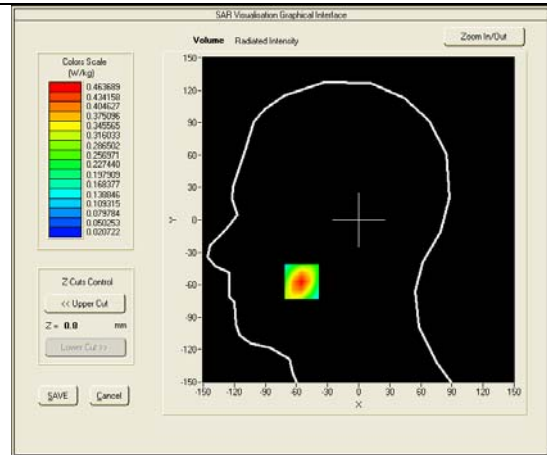 SAR Visualisation Graphical Interface
Volume Radiated Intensity
Zoom In/Out
Colors Scale
(W/kg)
0.463689
0.434158
0.404627
0.375096
0.345565
0.316033
0.286502
0.256971
0.227440
0.197909
0.168377
0.138846
0.109315
0.079784
0.050253
0.020722
Z Cuts Control
<< Upper Cut
Z = 0.0 mm
Lower Cut >>
SAVE Cancel
150
120
90
60
30
0
-30
-60
-90
-120
-150
Y
-150 -120 -90 -60 -30 0 30 60 90 120 150
X